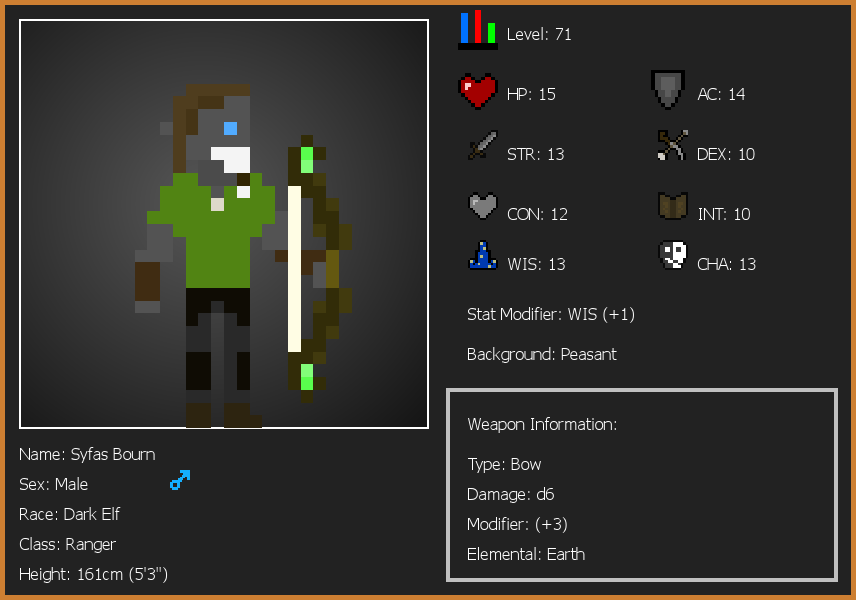 Level: 71
HP: 15
AC: 14
STR: 13
DEX: 10
CON: 12
INT: 10
WIS: 13
CHA: 13
Stat Modifier: WIS (+1)
Background: Peasant
Weapon Information:
Type: Bow
Damage: d6
Modifier: (+3)
Elemental: Earth
Name: Syfas Bourn
Sex: Male
Race: Dark Elf
Class: Ranger
Height: 161cm (5'3")